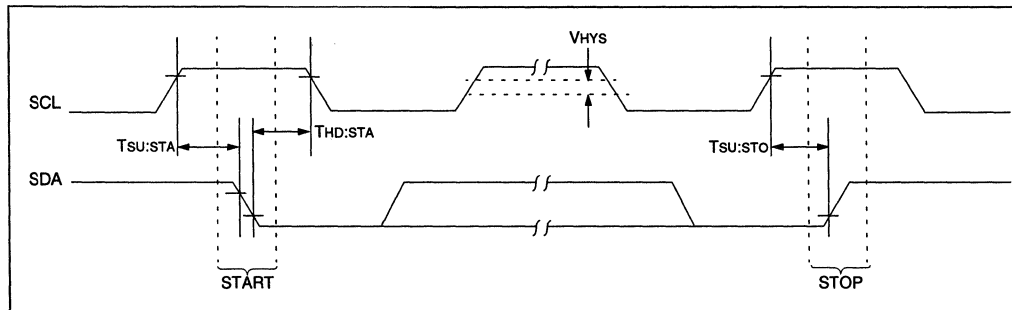 VHYS
SCL
TSU:STA
THD:STA
TSU:STO
SDA
START
STOP